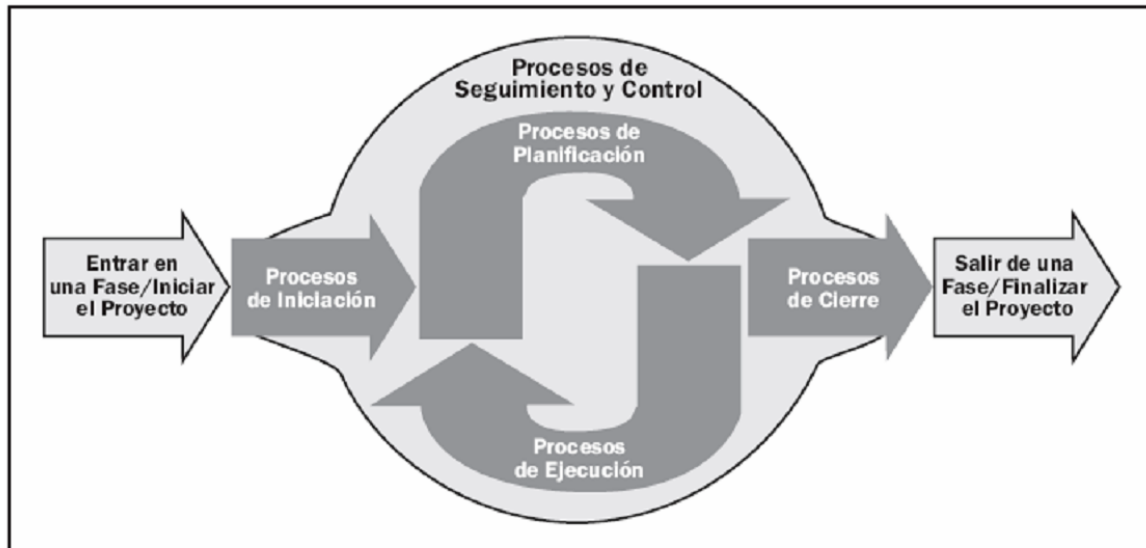 Procesos de
Seguimiento y Control
Procesos de
Planificación
Entrar en
una Fase/Iniciar
el Proyecto
Procesos
de Iniciación
Procesos
de Cierre
Salir de una
Fase/Finalizar
el Proyecto
Procesos
de Ejecución